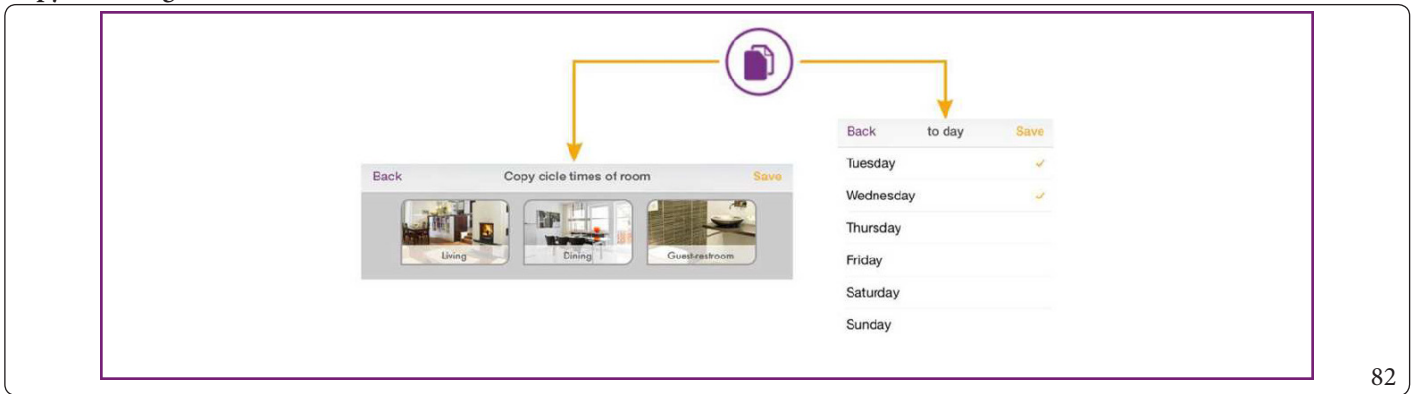 Back Copy cicle times of room Save
Living Dining Guest-restroom
Back to day Save
Tuesday
Wednesday
Thursday
Friday
Saturday
Sunday
82